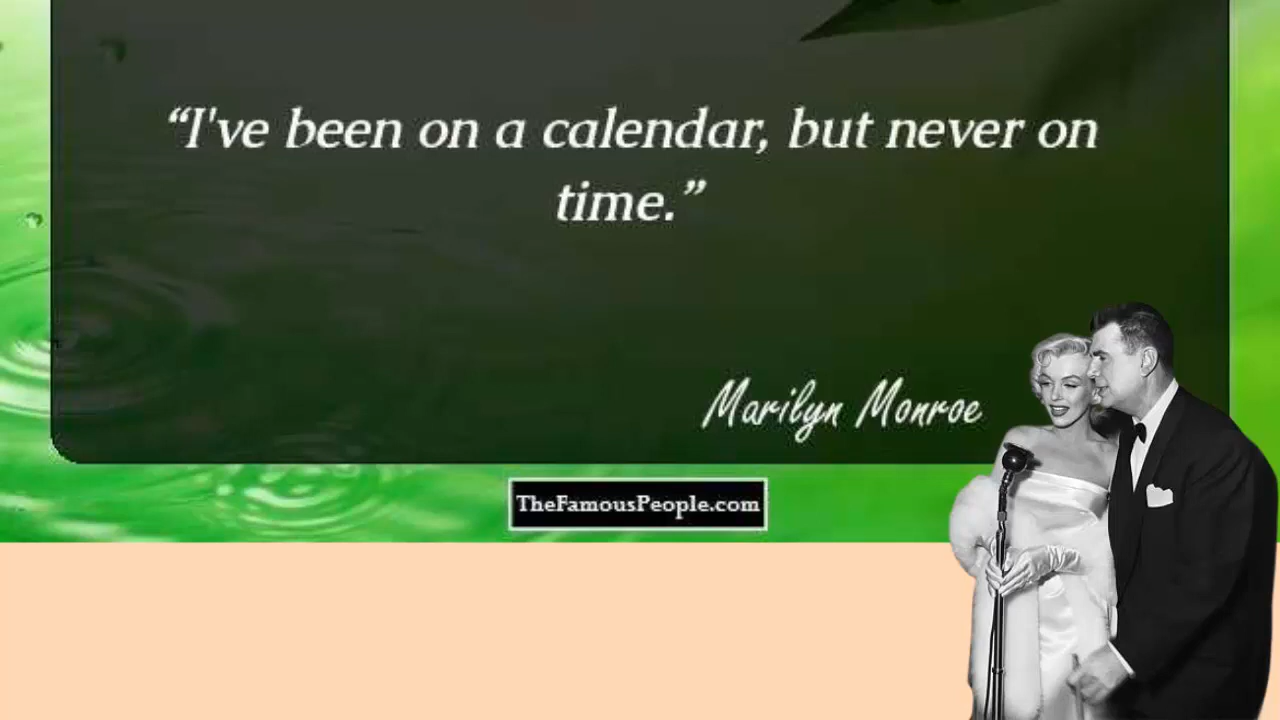 “I've been on a calendar, but never on
time.”
Marilyn Monroe
TheFamousPeople.com